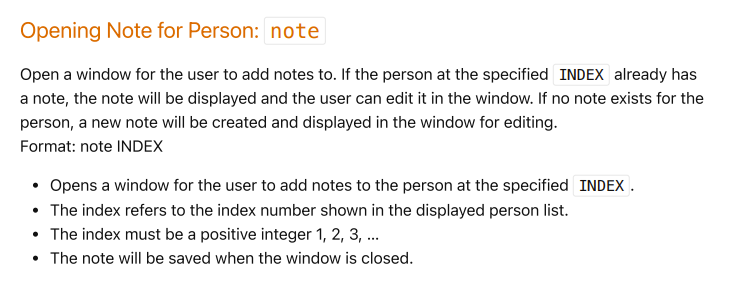 Opening Note for Person: note
Open a window for the user to add notes to. If the person at the specified INDEX already has
a note, the note will be displayed and the user can edit it in the window. If no note exists for the
person, a new note will be created and displayed in the window for editing.
Format: note INDEX
• Opens a window for the user to add notes to the person at the specified INDEX.
• The index refers to the index number shown in the displayed person list.
• The index must be a positive integer 1, 2, 3, …
• The note will be saved when the window is closed.